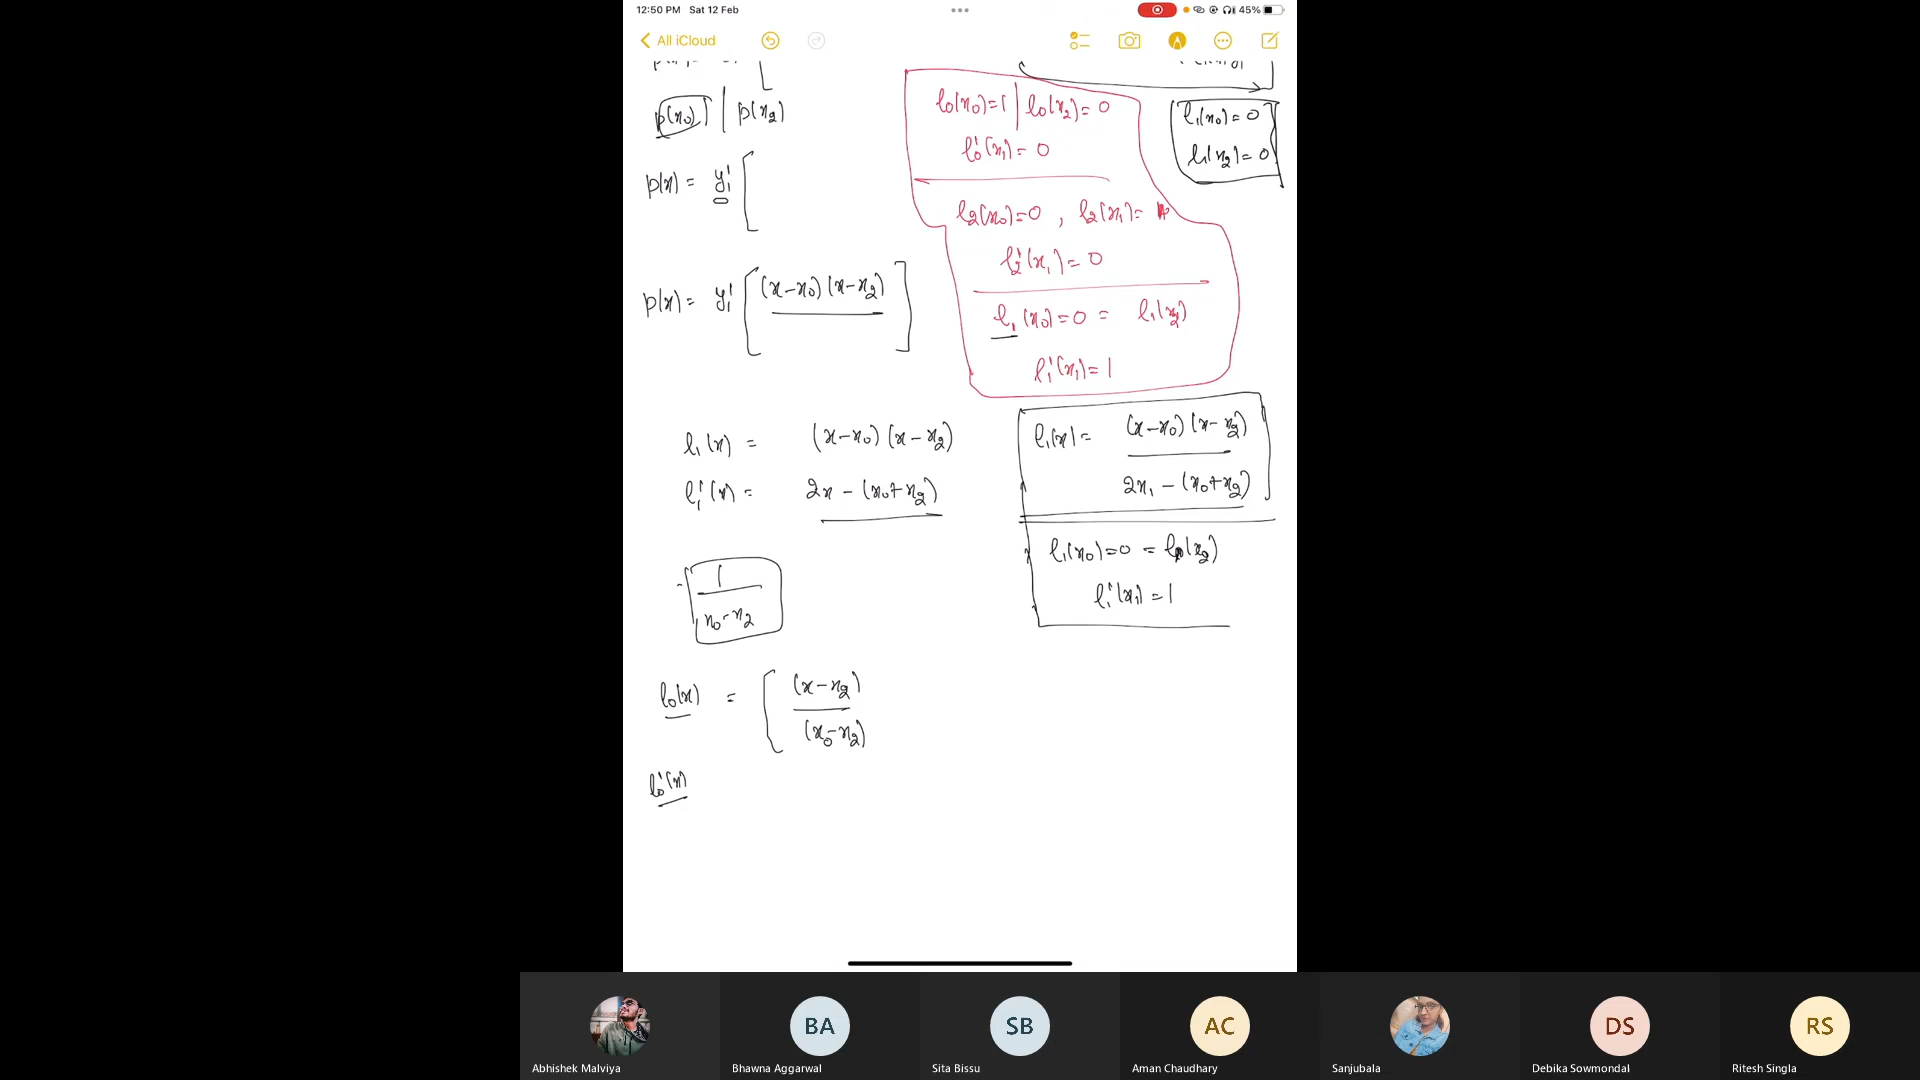 12:50 PM Sat 12 Feb
45%
All iCloud
p(x₀) | p(x₂)
p(x) = y₁' [
p(x) = y₁' [ (x-x₀) (x-x₂) ]
l₀(x₀)=1 | l₀(x₂)= 0
l₀'(x₁)= 0
l₂(x₀)=0 , l₂(x₁)=
l₂'(x₁)= 0
l₁(x₀)=0 = l₁(x₂)
l₁'(x₁)= 1
l₁(x₀)=0
l₁(x₂)=0
l₁(x) = (x-x₀) (x-x₂)
l₁'(x) = 2x - (x₀+x₂)
l₁(x)= (x-x₀) (x-x₂)
2x₁ - (x₀+x₂)
l₁(x₀)=0 = l₁(x₂)
l₁'(x₁) = 1
1
x₀-x₂
l₀(x) = [ (x-x₂)
(x₀-x₂)
l₀'(x)
BA
SB
AC
DS
RS
Abhishek Malviya
Bhawna Aggarwal
Sita Bissu
Aman Chaudhary
Sanjubala
Debika Sowmondal
Ritesh Singla